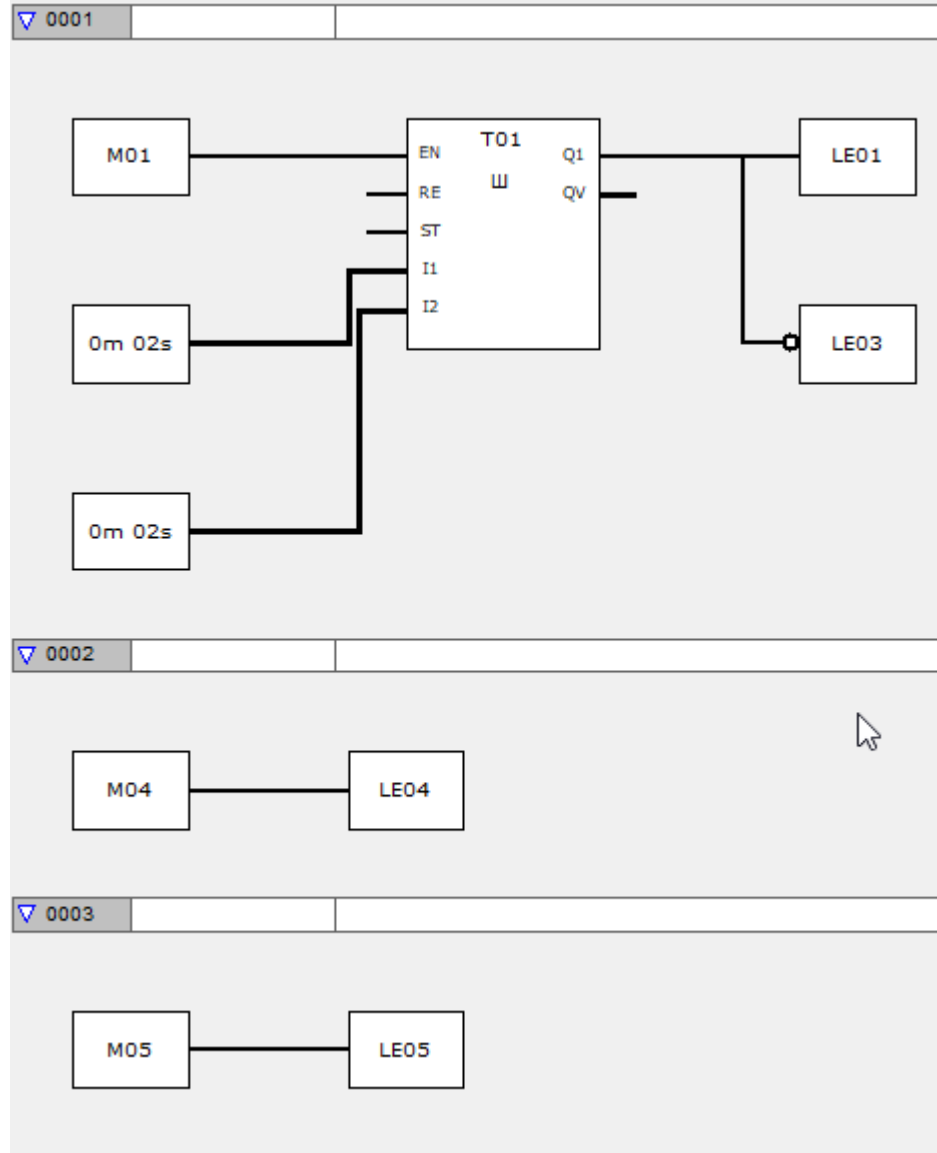 0001
M01
T01
Ш
EN
RE
ST
I1
I2
Q1
QV
LE01
0m 02s
LE03
0m 02s
0002
M04
LE04
0003
M05
LE05